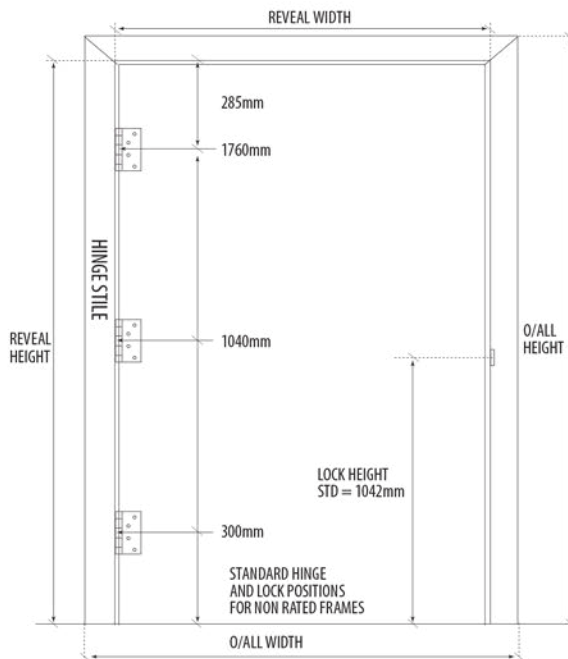 REVEAL WIDTH
285mm
1760mm
HINGE STILE
REVEAL
HEIGHT
1040mm
O/ALL
HEIGHT
LOCK HEIGHT
STD = 1042mm
300mm
STANDARD HINGE
AND LOCK POSITIONS
FOR NON RATED FRAMES
O/ALL WIDTH